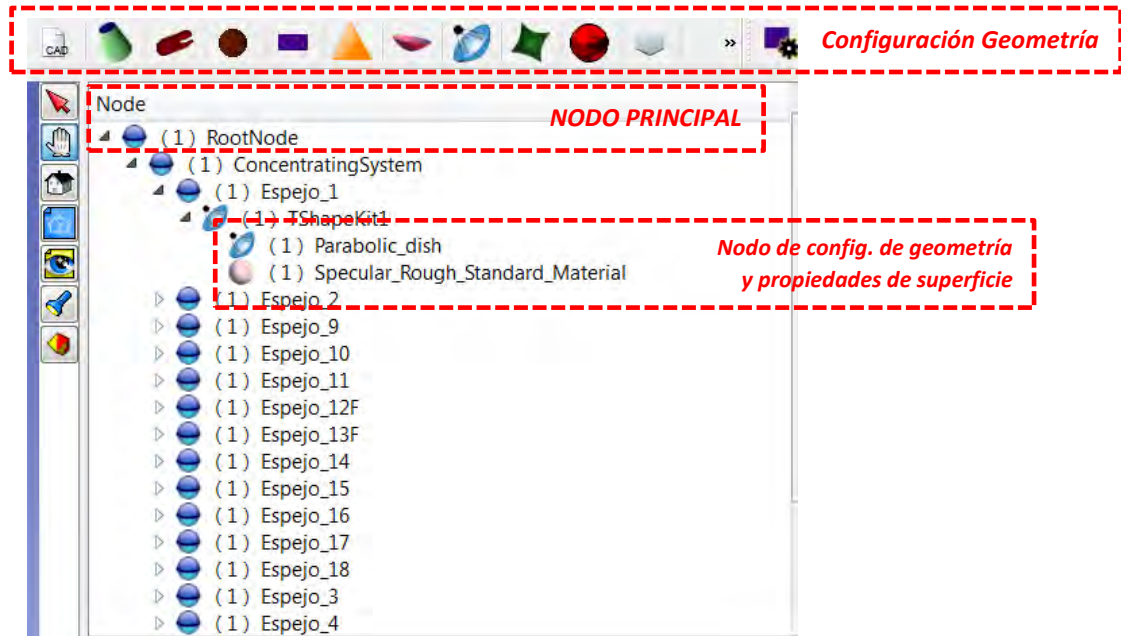 CAD
»
Configuración Geometría
Node
NODO PRINCIPAL
(1) RootNode
(1) ConcentratingSystem
(1) Espejo_1
(1) TShapeKit1
(1) Parabolic_dish
(1) Specular_Rough_Standard_Material
Nodo de config. de geometría
y propiedades de superficie
(1) Espejo_2
(1) Espejo_9
(1) Espejo_10
(1) Espejo_11
(1) Espejo_12F
(1) Espejo_13F
(1) Espejo_14
(1) Espejo_15
(1) Espejo_16
(1) Espejo_17
(1) Espejo_18
(1) Espejo_3
(1) Espejo_4